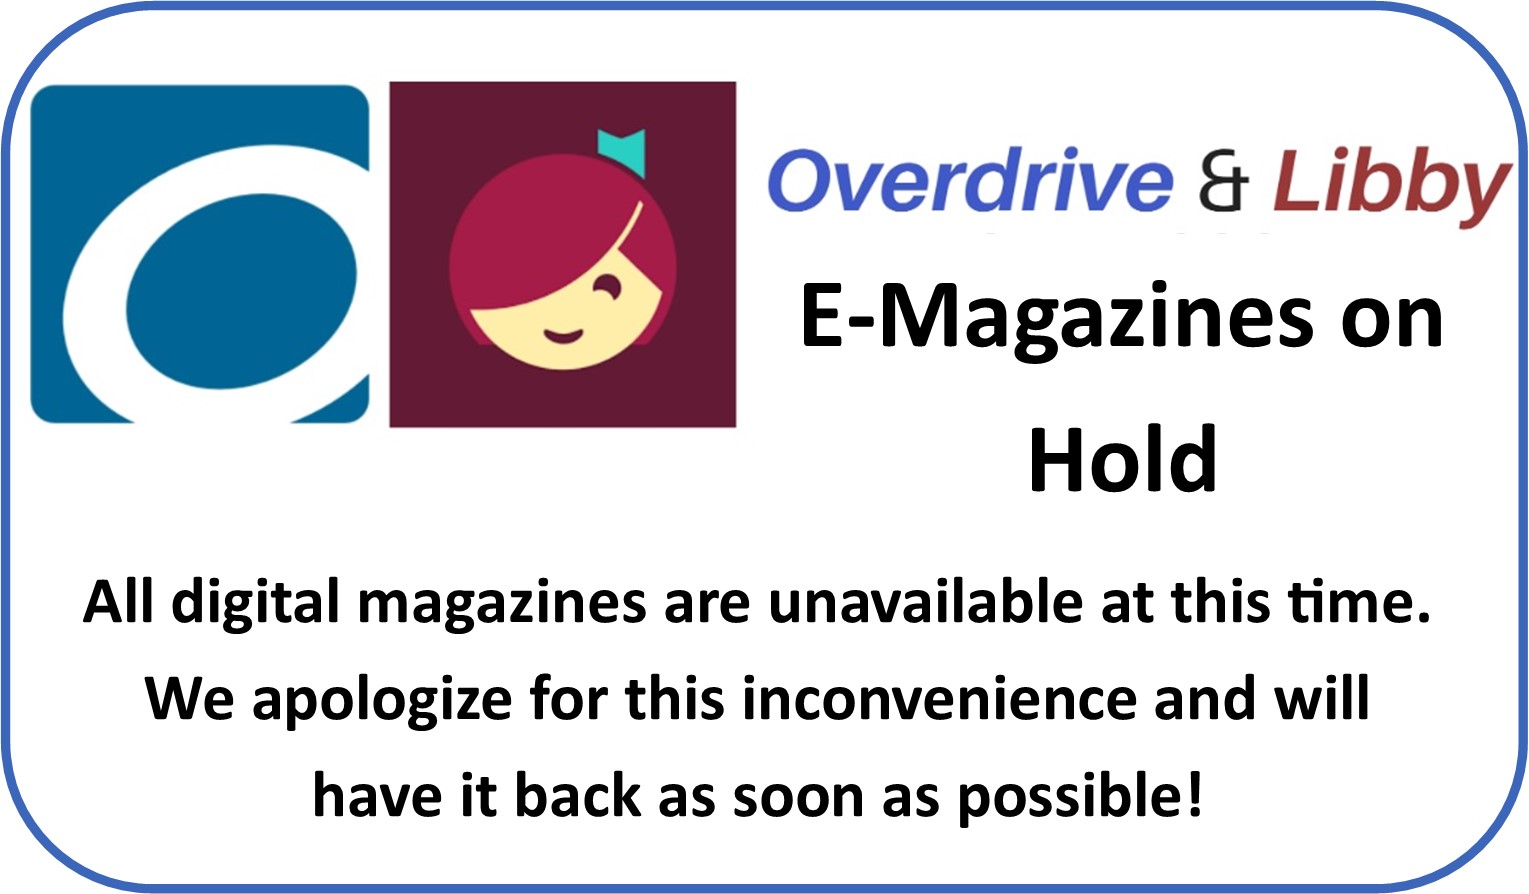 Overdrive & Libby
E-Magazines on
Hold
All digital magazines are unavailable at this time.
We apologize for this inconvenience and will
have it back as soon as possible!